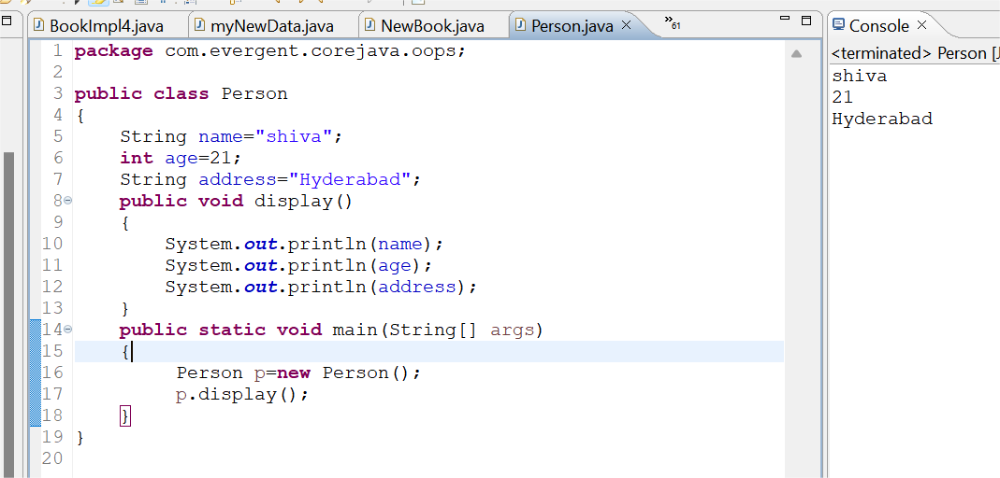 BookImpl4.java myNewData.java NewBook.java Person.java »61
1 package com.evergent.corejava.oops;
2
3 public class Person
4 {
5 String name="shiva";
6 int age=21;
7 String address="Hyderabad";
8 public void display()
9 {
10 System.out.println(name);
11 System.out.println(age);
12 System.out.println(address);
13 }
14 public static void main(String[] args)
15 {
16 Person p=new Person();
17 p.display();
18 }
19 }
20
Console
<terminated> Person [J
shiva
21
Hyderabad